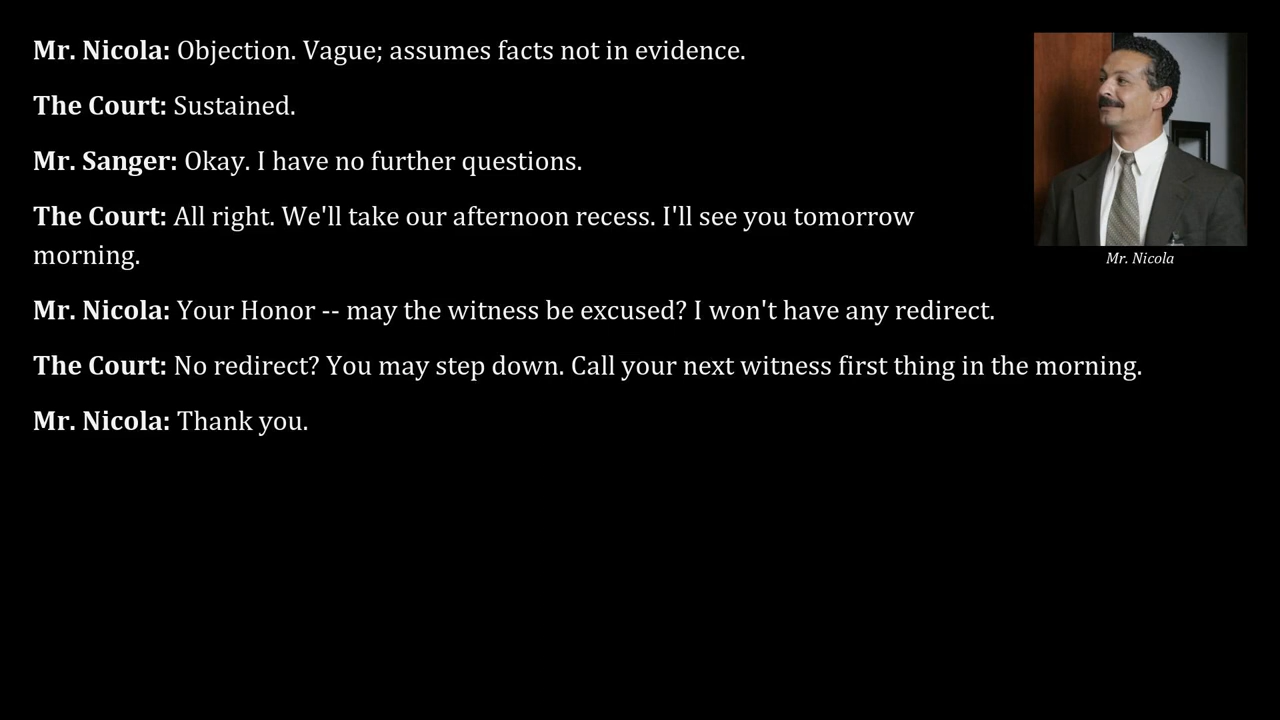 Mr. Nicola: Objection. Vague; assumes facts not in evidence.
The Court: Sustained.
Mr. Sanger: Okay. I have no further questions.
The Court: All right. We'll take our afternoon recess. I'll see you tomorrow
morning.
Mr. Nicola
Mr. Nicola: Your Honor -- may the witness be excused? I won't have any redirect.
The Court: No redirect? You may step down. Call your next witness first thing in the morning.
Mr. Nicola: Thank you.